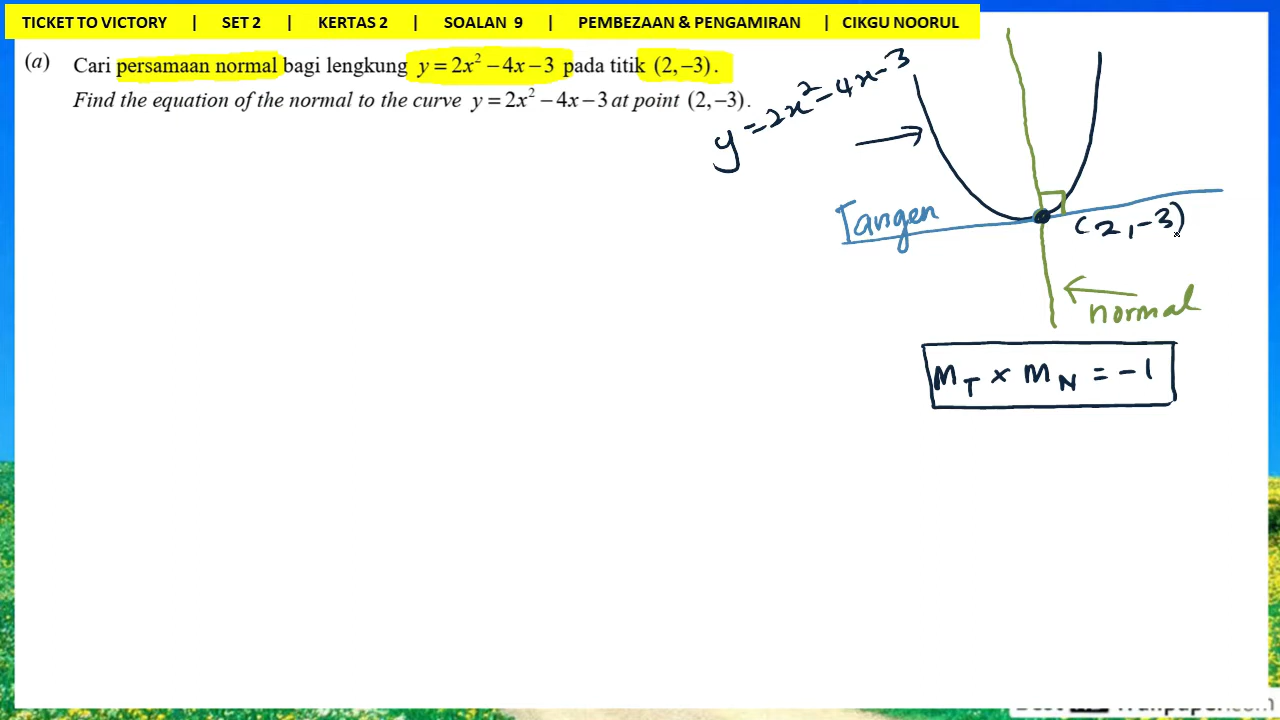 TICKET TO VICTORY | SET 2 | KERTAS 2 | SOALAN 9 | PEMBEZAAN & PENGAMIRAN | CIKGU NOORUL
(a) Cari persamaan normal bagi lengkung y = 2x² − 4x − 3 pada titik (2, −3).
Find the equation of the normal to the curve y = 2x² − 4x − 3 at point (2, −3).
y = 2x² − 4x − 3
Tangen
(2, −3)
normal
M_T × M_N = −1